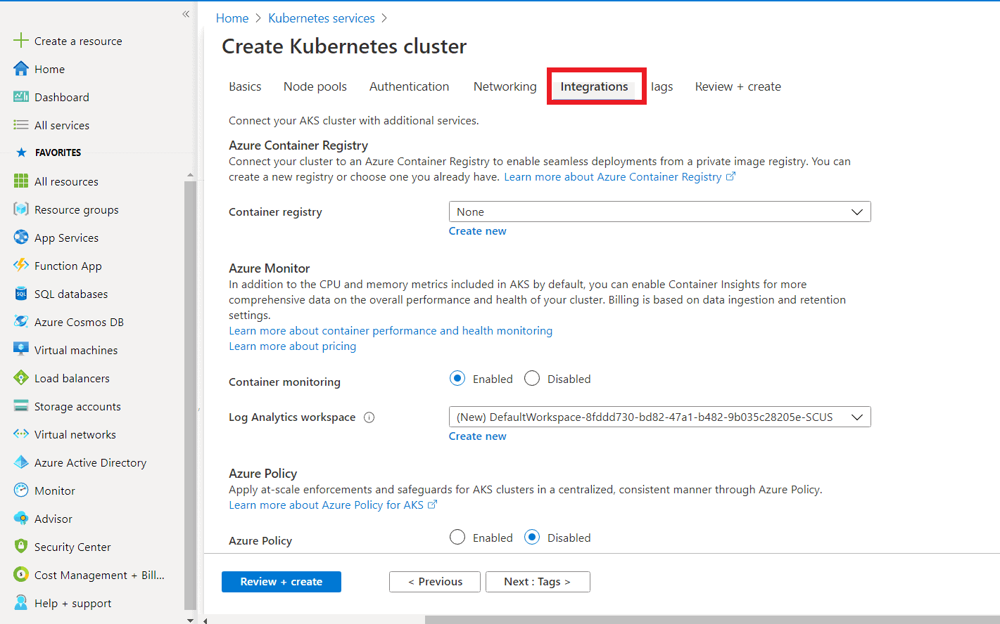 «
Create a resource
Home
Dashboard
All services
FAVORITES
All resources
Resource groups
App Services
Function App
SQL databases
Azure Cosmos DB
Virtual machines
Load balancers
Storage accounts
Virtual networks
Azure Active Directory
Monitor
Advisor
Security Center
Cost Management + Bill...
Help + support
Home > Kubernetes services >
Create Kubernetes cluster
Basics Node pools Authentication Networking Integrations Tags Review + create
Connect your AKS cluster with additional services.
Azure Container Registry
Connect your cluster to an Azure Container Registry to enable seamless deployments from a private image registry. You can
create a new registry or choose one you already have. Learn more about Azure Container Registry
Container registry None
Create new
Azure Monitor
In addition to the CPU and memory metrics included in AKS by default, you can enable Container Insights for more
comprehensive data on the overall performance and health of your cluster. Billing is based on data ingestion and retention
settings.
Learn more about container performance and health monitoring
Learn more about pricing
Container monitoring Enabled Disabled
Log Analytics workspace (New) DefaultWorkspace-8fddd730-bd82-47a1-b482-9b035c28205e-SCUS
Create new
Azure Policy
Apply at-scale enforcements and safeguards for AKS clusters in a centralized, consistent manner through Azure Policy.
Learn more about Azure Policy for AKS
Azure Policy Enabled Disabled
Review + create < Previous Next : Tags >